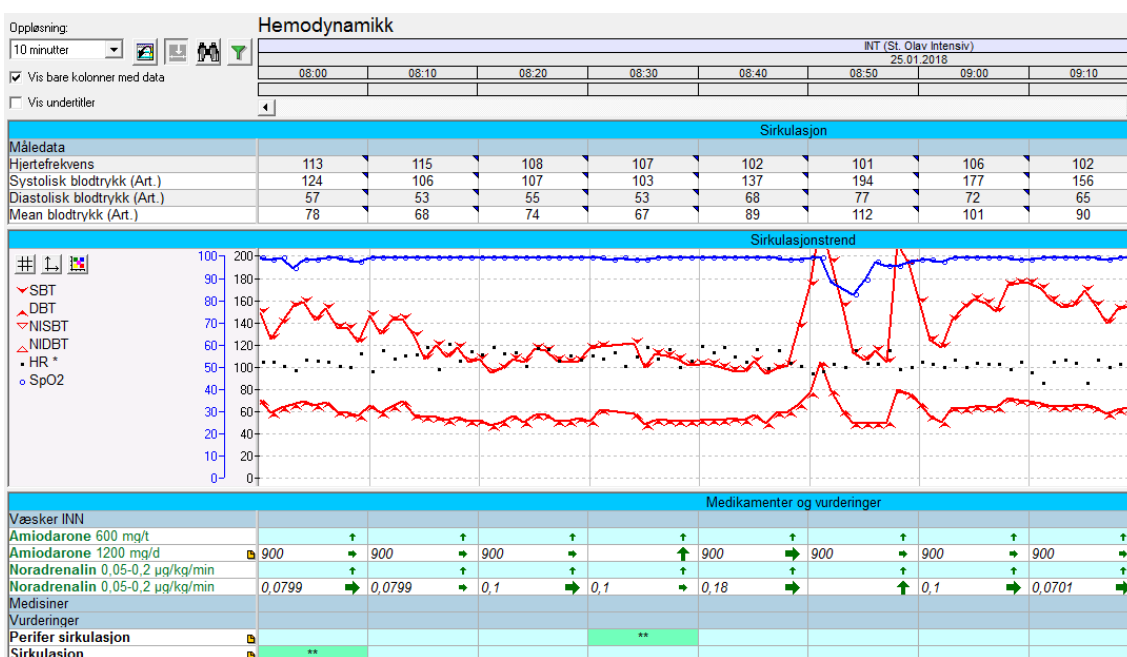 Oppløsning:
Hemodynamikk
10 minutter
INT (St. Olav Intensiv)
25.01.2018
Vis bare kolonner med data
08:00 08:10 08:20 08:30 08:40 08:50 09:00 09:10
Vis undertitler
Sirkulasjon
Måledata
Hjertefrekvens 113 115 108 107 102 101 106 102
Systolisk blodtrykk (Art.) 124 106 107 103 137 194 177 156
Diastolisk blodtrykk (Art.) 57 53 55 53 68 77 72 65
Mean blodtrykk (Art.) 78 68 74 67 89 112 101 90
Sirkulasjonstrend
SBT
DBT
NISBT
NIDBT
HR *
SpO2
100 200
90 180
80 160
70 140
60 120
50 100
40 80
30 60
20 40
10 20
0 0
Medikamenter og vurderinger
Væsker INN
Amiodarone 600 mg/t
Amiodarone 1200 mg/d 900 900 900 900 900 900 900
Noradrenalin 0,05-0,2 µg/kg/min
Noradrenalin 0,05-0,2 µg/kg/min 0,0799 0,0799 0,1 0,1 0,18 0,1 0,0701
Medisiner
Vurderinger
Perifer sirkulasjon **
Sirkulasjon **